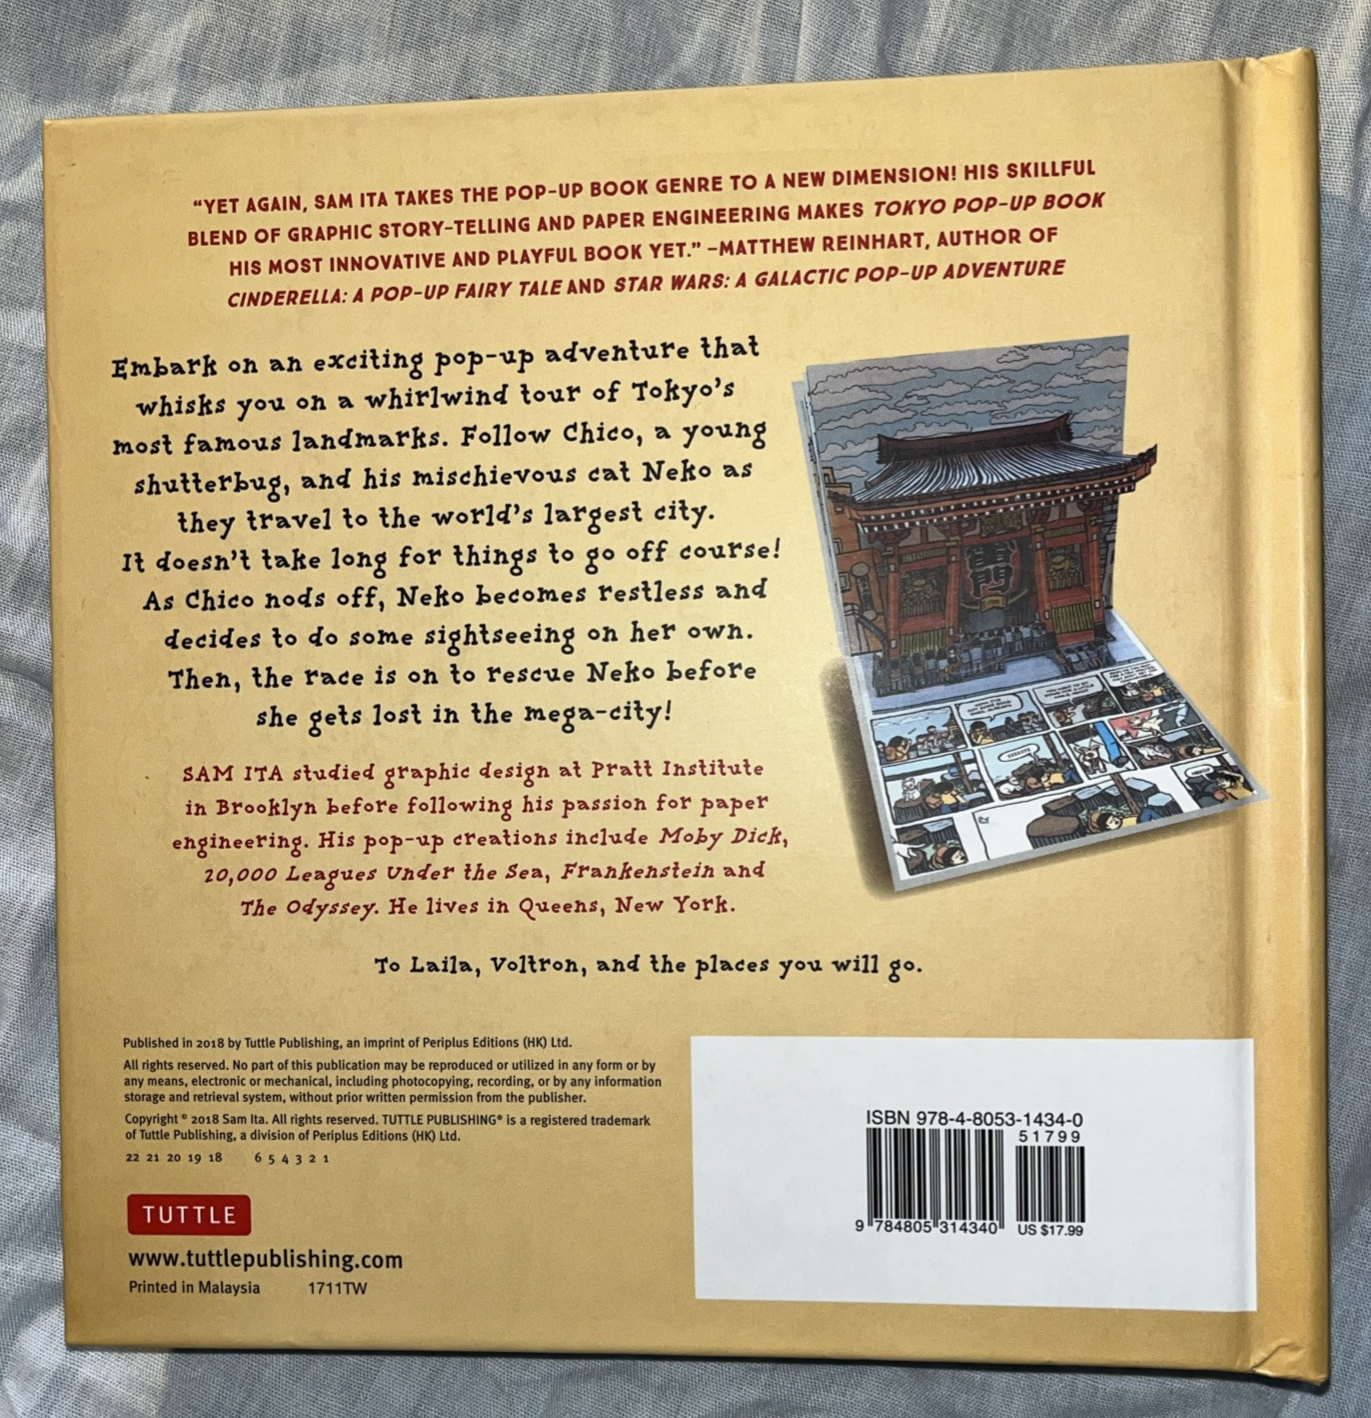 “YET AGAIN, SAM ITA TAKES THE POP-UP BOOK GENRE TO A NEW DIMENSION! HIS SKILLFUL
BLEND OF GRAPHIC STORY-TELLING AND PAPER ENGINEERING MAKES TOKYO POP-UP BOOK
HIS MOST INNOVATIVE AND PLAYFUL BOOK YET.” –MATTHEW REINHART, AUTHOR OF
CINDERELLA: A POP-UP FAIRY TALE AND STAR WARS: A GALACTIC POP-UP ADVENTURE
Embark on an exciting pop-up adventure that
whisks you on a whirlwind tour of Tokyo’s
most famous landmarks. Follow Chico, a young
shutterbug, and his mischievous cat Neko as
they travel to the world’s largest city.
It doesn’t take long for things to go off course!
As Chico nods off, Neko becomes restless and
decides to do some sightseeing on her own.
Then, the race is on to rescue Neko before
she gets lost in the mega-city!
門
SAM ITA studied graphic design at Pratt Institute
in Brooklyn before following his passion for paper
engineering. His pop-up creations include Moby Dick,
20,000 Leagues Under the Sea, Frankenstein and
The Odyssey. He lives in Queens, New York.
To Laila, Voltron, and the places you will go.
Published in 2018 by Tuttle Publishing, an imprint of Periplus Editions (HK) Ltd.
All rights reserved. No part of this publication may be reproduced or utilized in any form or by
any means, electronic or mechanical, including photocopying, recording, or by any information
storage and retrieval system, without prior written permission from the publisher.
Copyright © 2018 Sam Ita. All rights reserved. TUTTLE PUBLISHING® is a registered trademark
of Tuttle Publishing, a division of Periplus Editions (HK) Ltd.
22 21 20 19 18 6 5 4 3 2 1
TUTTLE
www.tuttlepublishing.com
Printed in Malaysia 1711TW
ISBN 978-4-8053-1434-0
51799
9 784805 314340
US $17.99